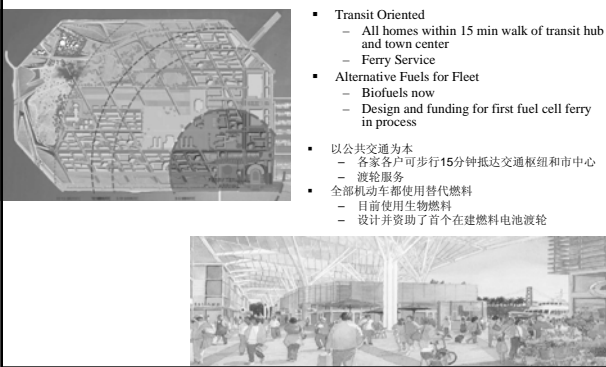 ▪ Transit Oriented
– All homes within 15 min walk of transit hub
and town center
– Ferry Service
▪ Alternative Fuels for Fleet
– Biofuels now
– Design and funding for first fuel cell ferry
in process
▪ 以公共交通为本
– 各家各户可步行15分钟抵达交通枢纽和市中心
– 渡轮服务
▪ 全部机动车都使用替代燃料
– 目前使用生物燃料
– 设计并资助了首个在建燃料电池渡轮